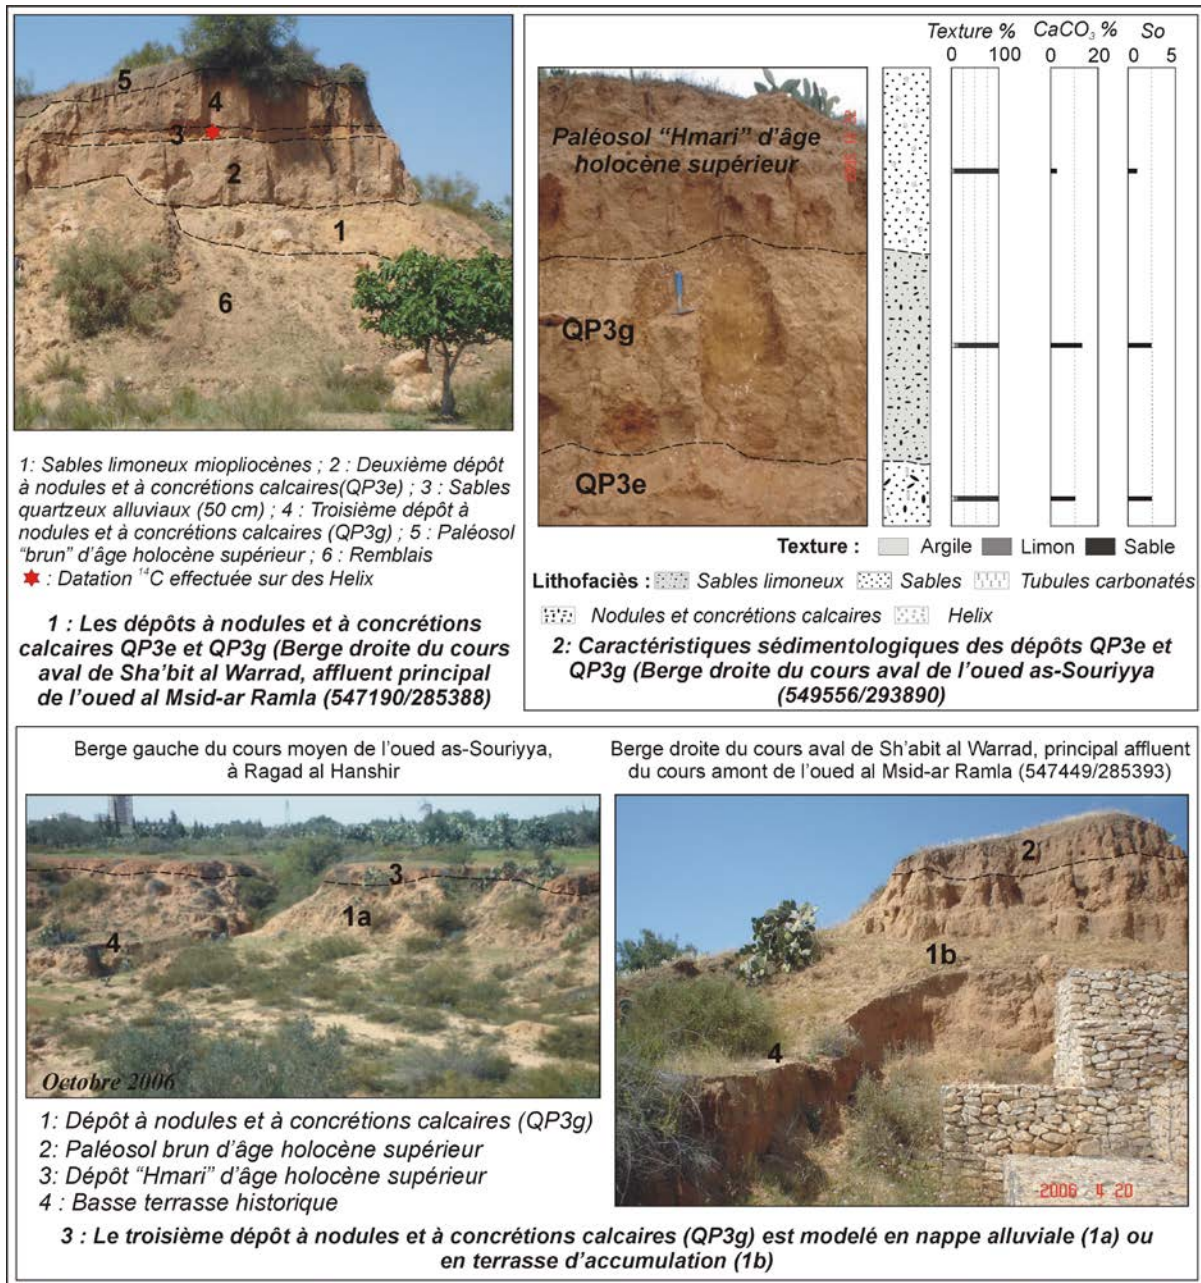 5
4
3
2
1
6
1: Sables limoneux miopliocènes ; 2 : Deuxième dépôt
à nodules et à concrétions calcaires(QP3e) ; 3 : Sables
quartzeux alluviaux (50 cm) ; 4 : Troisième dépôt à
nodules et à concrétions calcaires (QP3g) ; 5 : Paléosol
"brun" d'âge holocène supérieur ; 6 : Remblais
: Datation ¹⁴C effectuée sur des Helix
1 : Les dépôts à nodules et à concrétions
calcaires QP3e et QP3g (Berge droite du cours
aval de Sha'bit al Warrad, affluent principal
de l'oued al Msid-ar Ramla (547190/285388)
Texture % CaCO₃ % So
0 100 0 20 0 5
Paléosol "Hmari" d'âge
holocène supérieur
QP3g
QP3e
Texture : Argile Limon Sable
Lithofaciès : Sables limoneux Sables Tubules carbonatés
Nodules et concrétions calcaires Helix
2: Caractéristiques sédimentologiques des dépôts QP3e et
QP3g (Berge droite du cours aval de l'oued as-Souriyya
(549556/293890)
Berge gauche du cours moyen de l'oued as-Souriyya,
à Ragad al Hanshir
3
1a
4
Octobre 2006
Berge droite du cours aval de Sh'abit al Warrad, principal affluent
du cours amont de l'oued al Msid-ar Ramla (547449/285393)
2
1b
4
2006 4 20
1: Dépôt à nodules et à concrétions calcaires (QP3g)
2: Paléosol brun d'âge holocène supérieur
3: Dépôt "Hmari" d'âge holocène supérieur
4 : Basse terrasse historique
3 : Le troisième dépôt à nodules et à concrétions calcaires (QP3g) est modelé en nappe alluviale (1a) ou
en terrasse d'accumulation (1b)